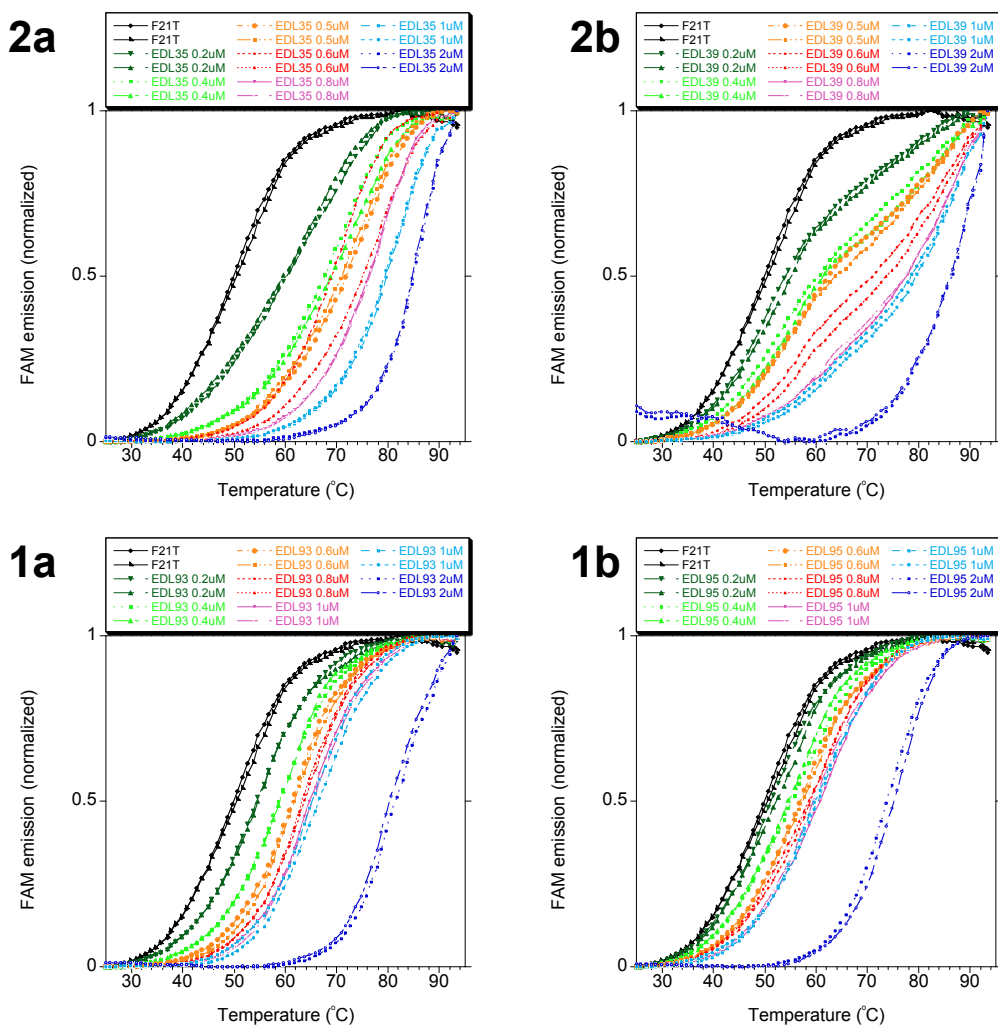 2a
F21T EDL35 0.5uM EDL35 1uM
F21T EDL35 0.5uM EDL35 1uM
EDL35 0.2uM EDL35 0.6uM EDL35 2uM
EDL35 0.2uM EDL35 0.6uM EDL35 2uM
EDL35 0.4uM EDL35 0.8uM
EDL35 0.4uM EDL35 0.8uM
1
0.5
0
FAM emission (normalized)
30 40 50 60 70 80 90
Temperature (°C)
2b
F21T EDL39 0.5uM EDL39 1uM
F21T EDL39 0.5uM EDL39 1uM
EDL39 0.2uM EDL39 0.6uM EDL39 2uM
EDL39 0.2uM EDL39 0.6uM EDL39 2uM
EDL39 0.4uM EDL39 0.8uM
EDL39 0.4uM EDL39 0.8uM
1
0.5
0
FAM emission (normalized)
30 40 50 60 70 80 90
Temperature (°C)
1a
F21T EDL93 0.6uM EDL93 1uM
F21T EDL93 0.6uM EDL93 1uM
EDL93 0.2uM EDL93 0.8uM EDL93 2uM
EDL93 0.2uM EDL93 0.8uM EDL93 2uM
EDL93 0.4uM EDL93 1uM
EDL93 0.4uM EDL93 1uM
1
0.5
0
FAM emission (normalized)
30 40 50 60 70 80 90
Temperature (°C)
1b
F21T EDL95 0.6uM EDL95 1uM
F21T EDL95 0.6uM EDL95 1uM
EDL95 0.2uM EDL95 0.8uM EDL95 2uM
EDL95 0.2uM EDL95 0.8uM EDL95 2uM
EDL95 0.4uM EDL95 1uM
EDL95 0.4uM EDL95 1uM
1
0.5
0
FAM emission (normalized)
30 40 50 60 70 80 90
Temperature (°C)